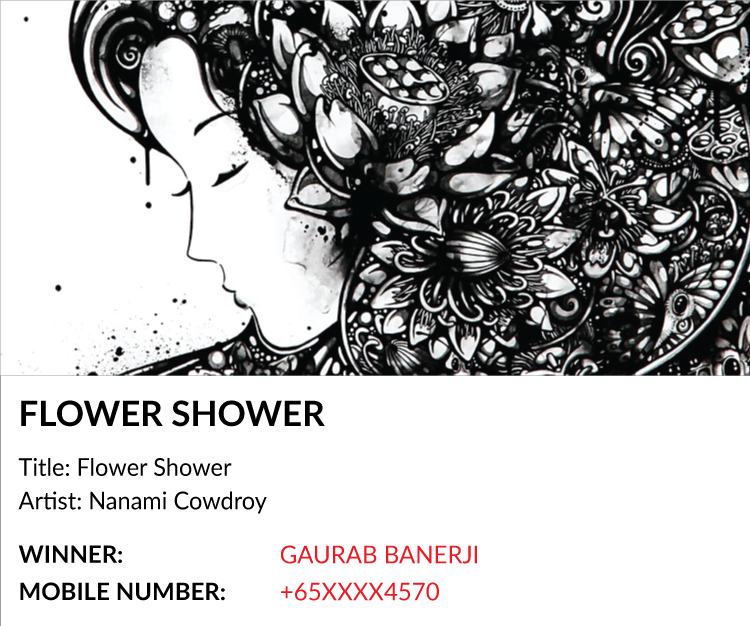 FLOWER SHOWER
Title: Flower Shower
Artist: Nanami Cowdroy
WINNER: GAURAB BANERJI
MOBILE NUMBER: +65XXXX4570